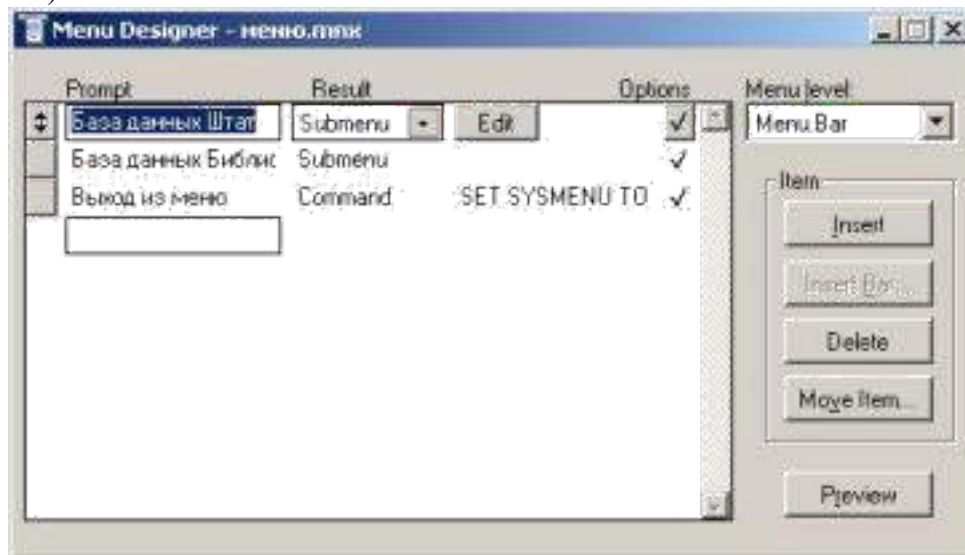 Menu Designer - меню.mnx
Prompt Result Options Menu level:
База данных Штат Submenu Edit Menu Bar
База данных Библис Submenu
Выход из меню Command SET SYSMENU TO
Item
Insert
Insert Bar...
Delete
Move Item...
Preview